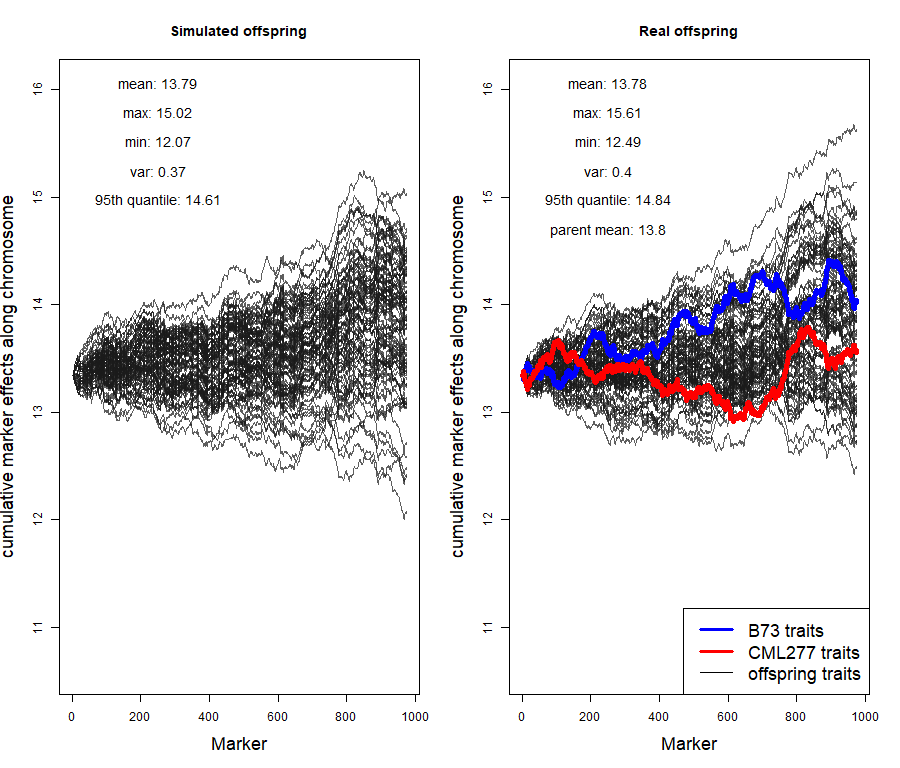 Simulated offspring
cumulative marker effects along chromosome
16
15
14
13
12
11
mean: 13.79
max: 15.02
min: 12.07
var: 0.37
95th quantile: 14.61
0 200 400 600 800 1000
Marker
Real offspring
cumulative marker effects along chromosome
16
15
14
13
12
11
mean: 13.78
max: 15.61
min: 12.49
var: 0.4
95th quantile: 14.84
parent mean: 13.8
B73 traits
CML277 traits
offspring traits
0 200 400 600 800 1000
Marker